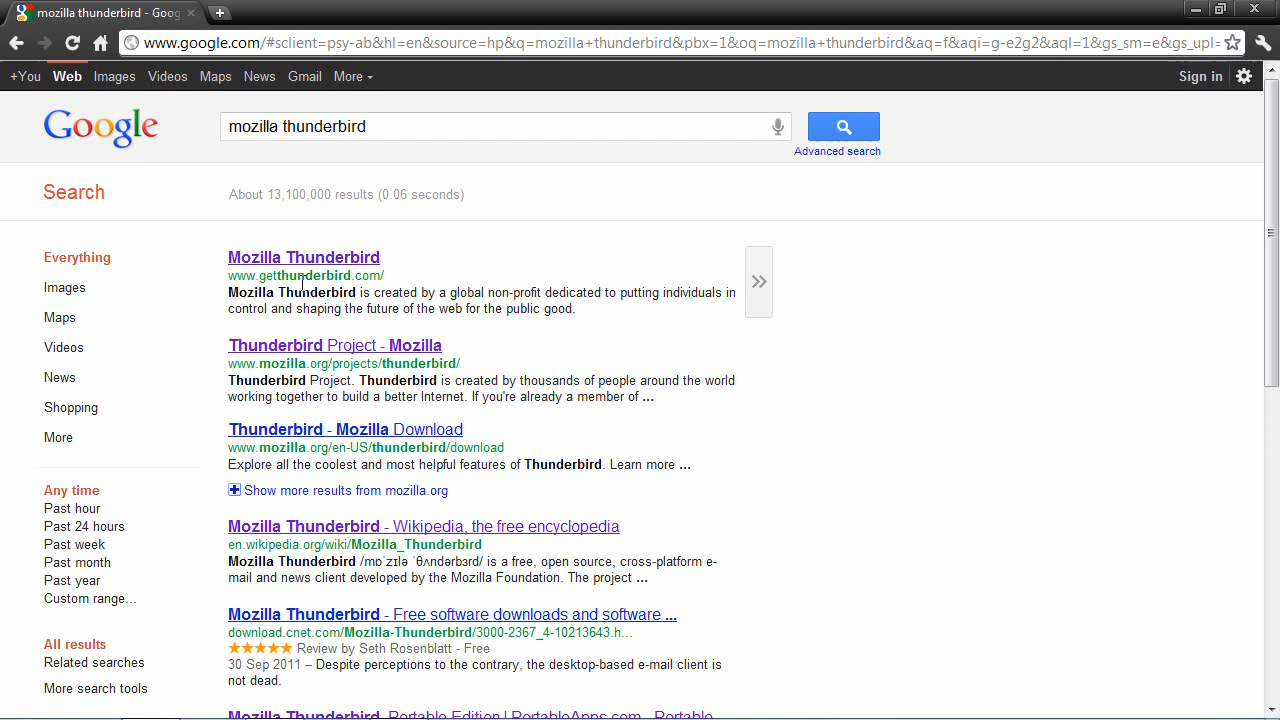 mozilla thunderbird - Goog
www.google.com/#sclient=psy-ab&hl=en&source=hp&q=mozilla+thunderbird&pbx=1&oq=mozilla+thunderbird&aq=f&aqi=g-e2g2&aql=1&gs_sm=e&gs_upl=
+You Web Images Videos Maps News Gmail More Sign in
Google
mozilla thunderbird
Advanced search
Search
About 13,100,000 results (0.06 seconds)
Everything
Images
Maps
Videos
News
Shopping
More
Any time
Past hour
Past 24 hours
Past week
Past month
Past year
Custom range...
All results
Related searches
More search tools
Mozilla Thunderbird
www.getthunderbird.com/
Mozilla Thunderbird is created by a global non-profit dedicated to putting individuals in
control and shaping the future of the web for the public good.
Thunderbird Project - Mozilla
www.mozilla.org/projects/thunderbird/
Thunderbird Project. Thunderbird is created by thousands of people around the world
working together to build a better Internet. If you're already a member of ...
Thunderbird - Mozilla Download
www.mozilla.org/en-US/thunderbird/download
Explore all the coolest and most helpful features of Thunderbird. Learn more ...
Show more results from mozilla.org
Mozilla Thunderbird - Wikipedia, the free encyclopedia
en.wikipedia.org/wiki/Mozilla_Thunderbird
Mozilla Thunderbird /mɒˈzɪlə ˈθʌndərbɜrd/ is a free, open source, cross-platform e-
mail and news client developed by the Mozilla Foundation. The project ...
Mozilla Thunderbird - Free software downloads and software ...
download.cnet.com/Mozilla-Thunderbird/3000-2367_4-10213643.h...
Review by Seth Rosenblatt - Free
30 Sep 2011 – Despite perceptions to the contrary, the desktop-based e-mail client is
not dead.
Mozilla Thunderbird, Portable Edition | PortableApps.com - Portable